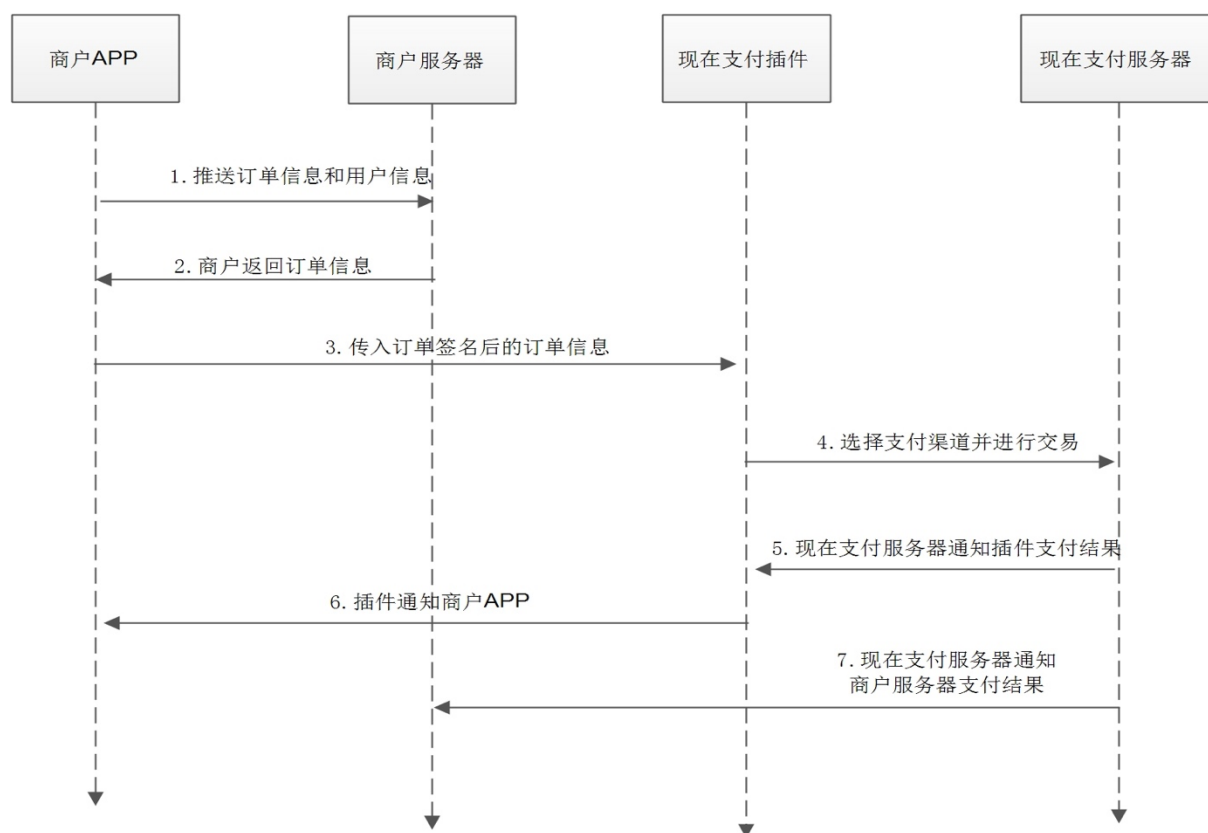 商户APP
商户服务器
现在支付插件
现在支付服务器
1.推送订单信息和用户信息
2.商户返回订单信息
3.传入订单签名后的订单信息
4.选择支付渠道并进行交易
5.现在支付服务器通知插件支付结果
6.插件通知商户APP
7.现在支付服务器通知
商户服务器支付结果